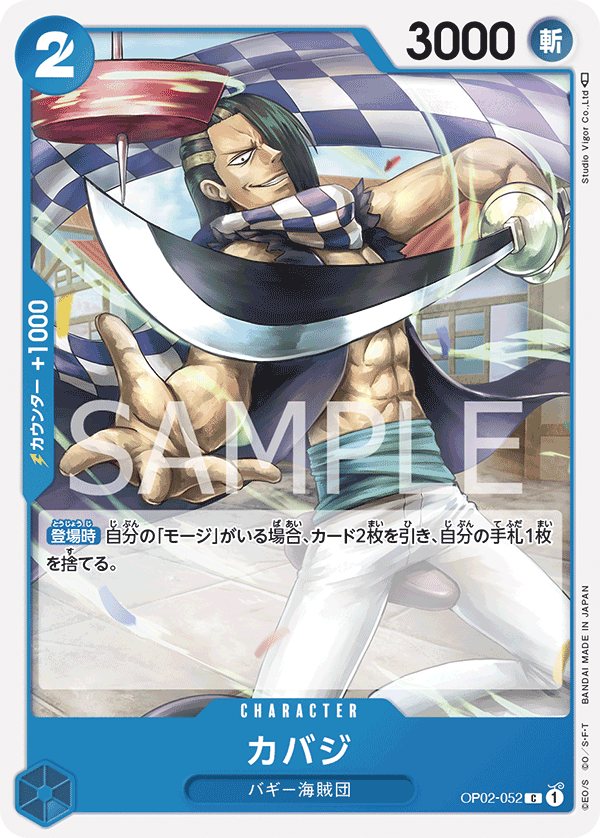 2
3000
斬
Studio Vigor Co.,Ltd
カウンター +1000
SAMPLE
登場時 自分の「モージ」がいる場合、カード2枚を引き、自分の手札1枚
を捨てる。
CHARACTER
カバジ
バギー海賊団
OP02-052 C 1
©EO/S ©O/S・F・T BANDAI MADE IN JAPAN